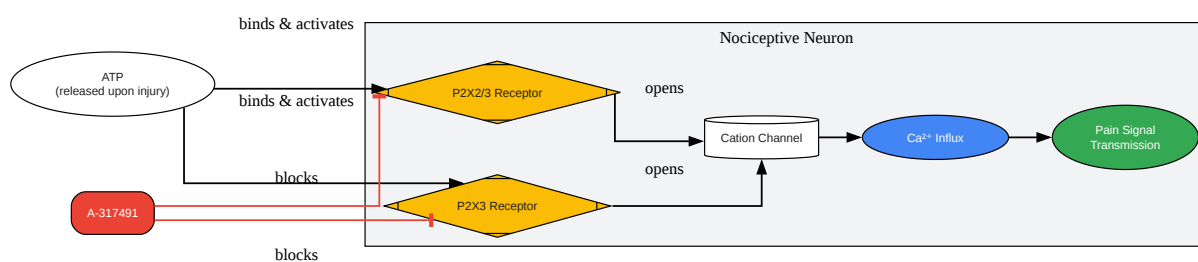 binds & activates
Nociceptive Neuron
ATP
(released upon injury)
P2X2/3 Receptor
opens
binds & activates
Cation Channel
Ca²⁺ Influx
Pain Signal
Transmission
opens
blocks
A-317491
P2X3 Receptor
blocks